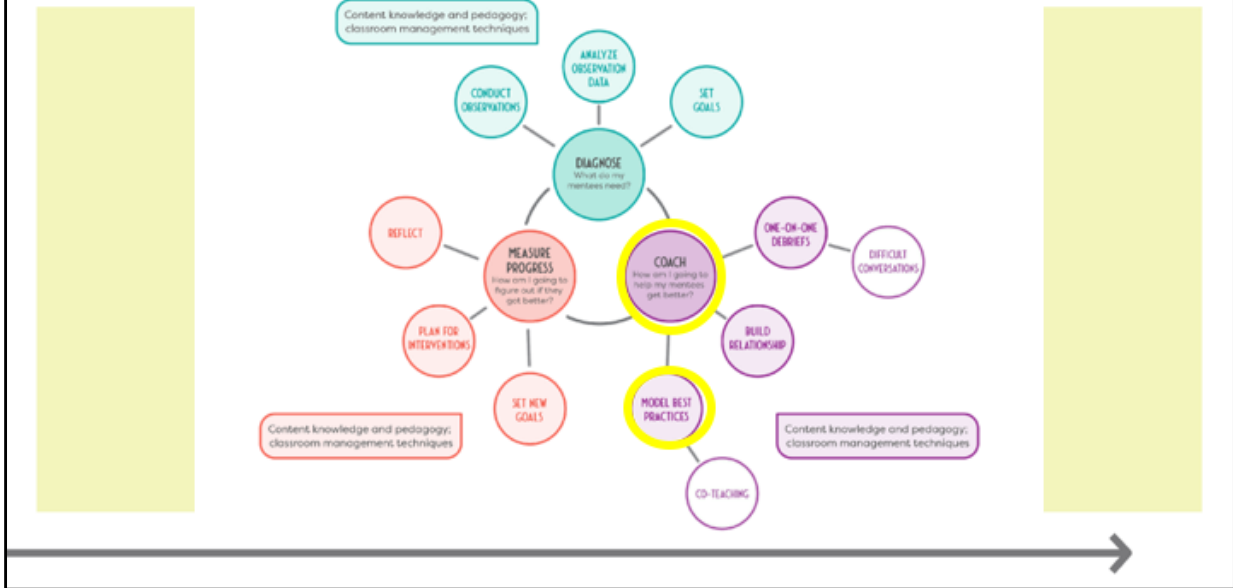 Content knowledge and pedagogy;
classroom management techniques
ANALYZE
OBSERVATION
DATA
CONDUCT
OBSERVATIONS
SET
GOALS
DIAGNOSE
What do my
mentees need?
REFLECT
ONE-ON-ONE
DEBRIEFS
DIFFICULT
CONVERSATIONS
MEASURE
PROGRESS
How am I going to
figure out if they
got better?
COACH
How am I going to
help my mentees
get better?
PLAN FOR
INTERVENTIONS
BUILD
RELATIONSHIP
SET NEW
GOALS
MODEL BEST
PRACTICES
Content knowledge and pedagogy;
classroom management techniques
Content knowledge and pedagogy;
classroom management techniques
CO-TEACHING